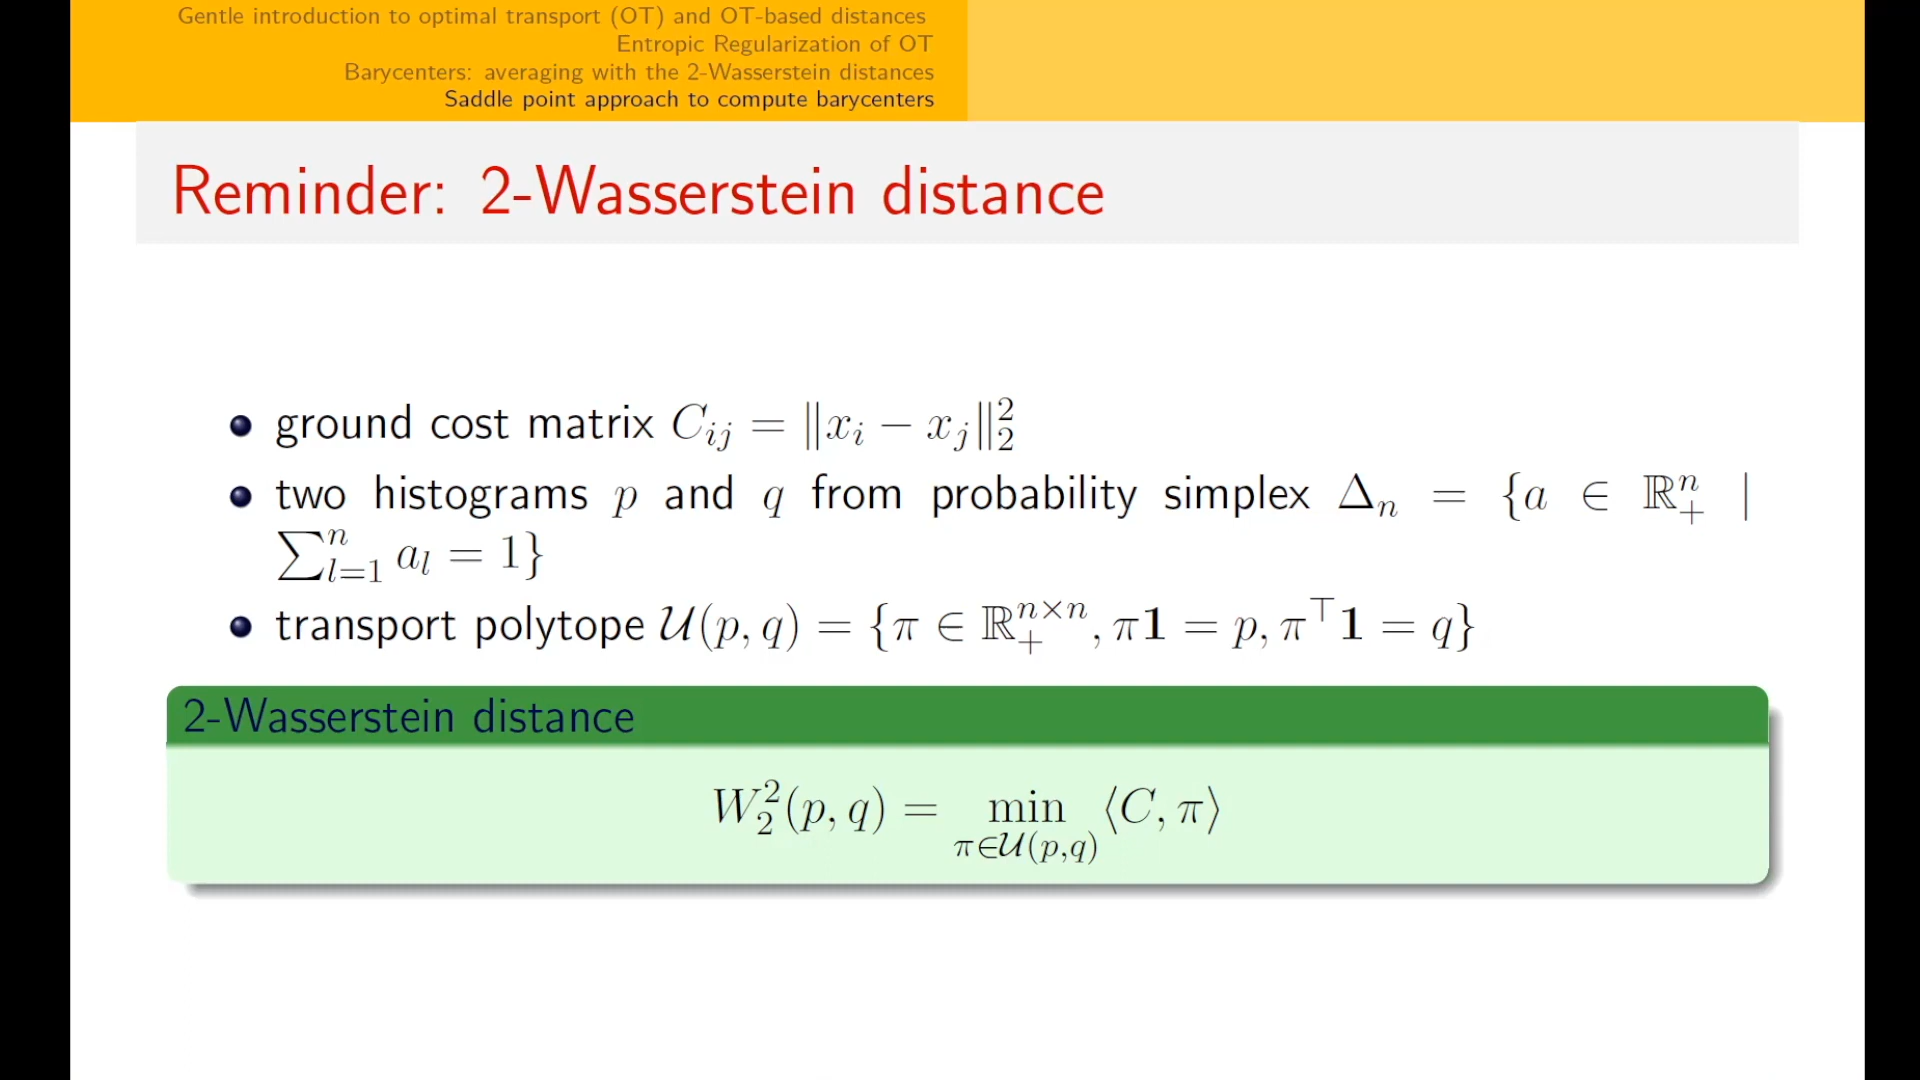 Gentle introduction to optimal transport (OT) and OT-based distances
Entropic Regularization of OT
Barycenters: averaging with the 2-Wasserstein distances
Saddle point approach to compute barycenters
Reminder: 2-Wasserstein distance
ground cost matrix $C_{ij} = \|x_i - x_j\|_2^2$
two histograms $p$ and $q$ from probability simplex $\Delta_n = \{a \in \mathbb{R}_+^n \mid$
$\sum_{l=1}^n a_l = 1\}$
transport polytope $\mathcal{U}(p, q) = \{\pi \in \mathbb{R}_+^{n \times n}, \pi \mathbf{1} = p, \pi^\top \mathbf{1} = q\}$
2-Wasserstein distance
$W_2^2(p, q) = \min_{\pi \in \mathcal{U}(p,q)} \langle C, \pi \rangle$